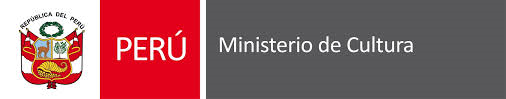 REPÚBLICA DEL PERÚ
PERÚ
Ministerio de Cultura